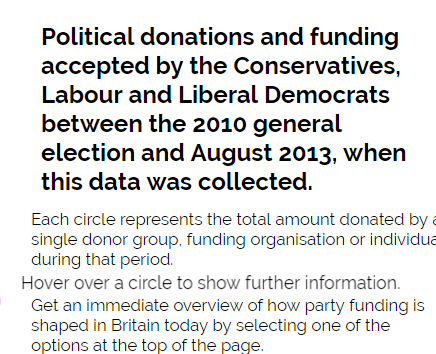 Political donations and funding
accepted by the Conservatives,
Labour and Liberal Democrats
between the 2010 general
election and August 2013, when
this data was collected.
Each circle represents the total amount donated by
single donor group, funding organisation or
during that period.
Hover over a circle to show further information.
Get an immediate overview of how party funding is
shaped in Britain today by selecting one of the
options at the top of the page.